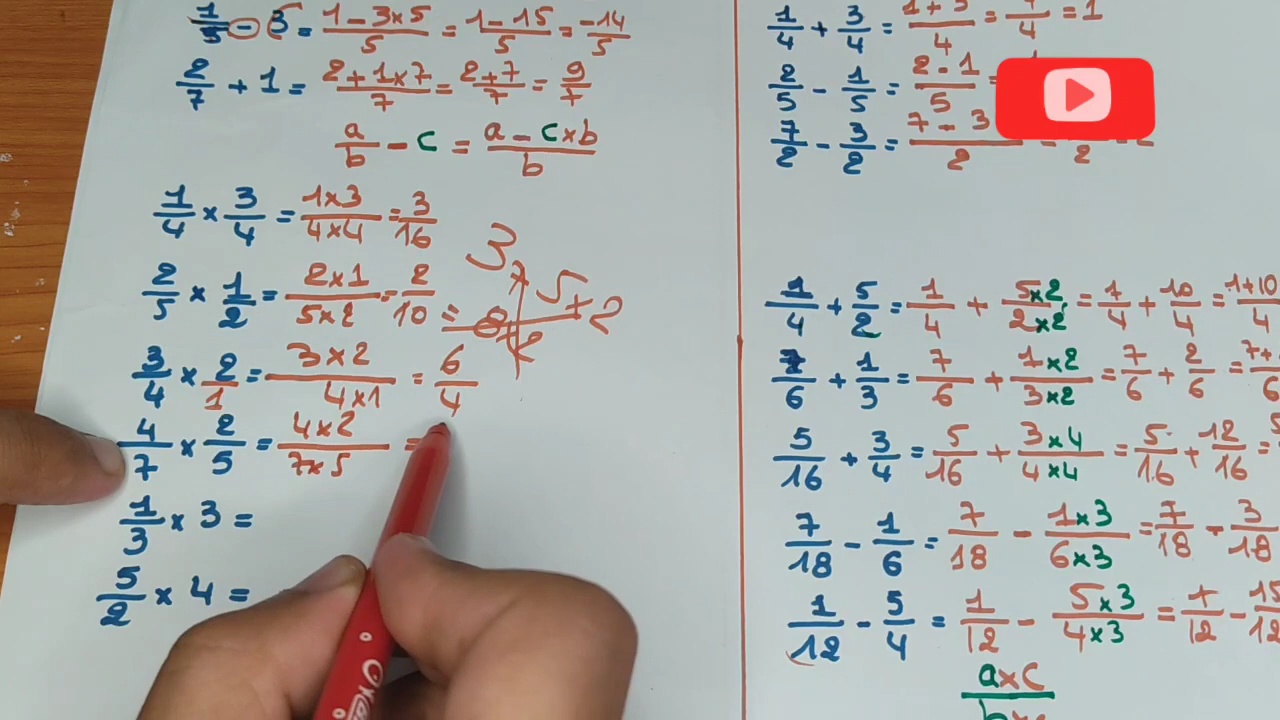 1/5 - 3 = (1 - 3×5)/5 = (1 - 15)/5 = -14/5
2/7 + 1 = (2 + 1×7)/7 = (2 + 7)/7 = 9/7
a/b - c = (a - c×b)/b
1/4 × 3/4 = (1×3)/(4×4) = 3/16
2/5 × 1/2 = (2×1)/(5×2) = 2/10 =
3/4 × 2/1 = (3×2)/(4×1) = 6/4
4/7 × 2/5 = (4×2)/(7×5) =
1/3 × 3 =
5/2 × 4 =
1/4 + 3/4 = /4 = /4 = 1
2/5 - 1/5 = (2 - 1)/5 =
7/2 - 3/2 = (7 - 3)/2 = /2 =
1/4 + 5/2 = 1/4 + (5×2)/(2×2) = 1/4 + 10/4 = (1+10)/4
7/6 + 1/3 = 7/6 + (1×2)/(3×2) = 7/6 + 2/6 = 7+/6
5/16 + 3/4 = 5/16 + (3×4)/(4×4) = 5/16 + 12/16 =
7/18 - 1/6 = 7/18 - (1×3)/(6×3) = 7/18 - 3/18
1/12 - 5/4 = 1/12 - (5×3)/(4×3) = 1/12 - 15/12
a×c